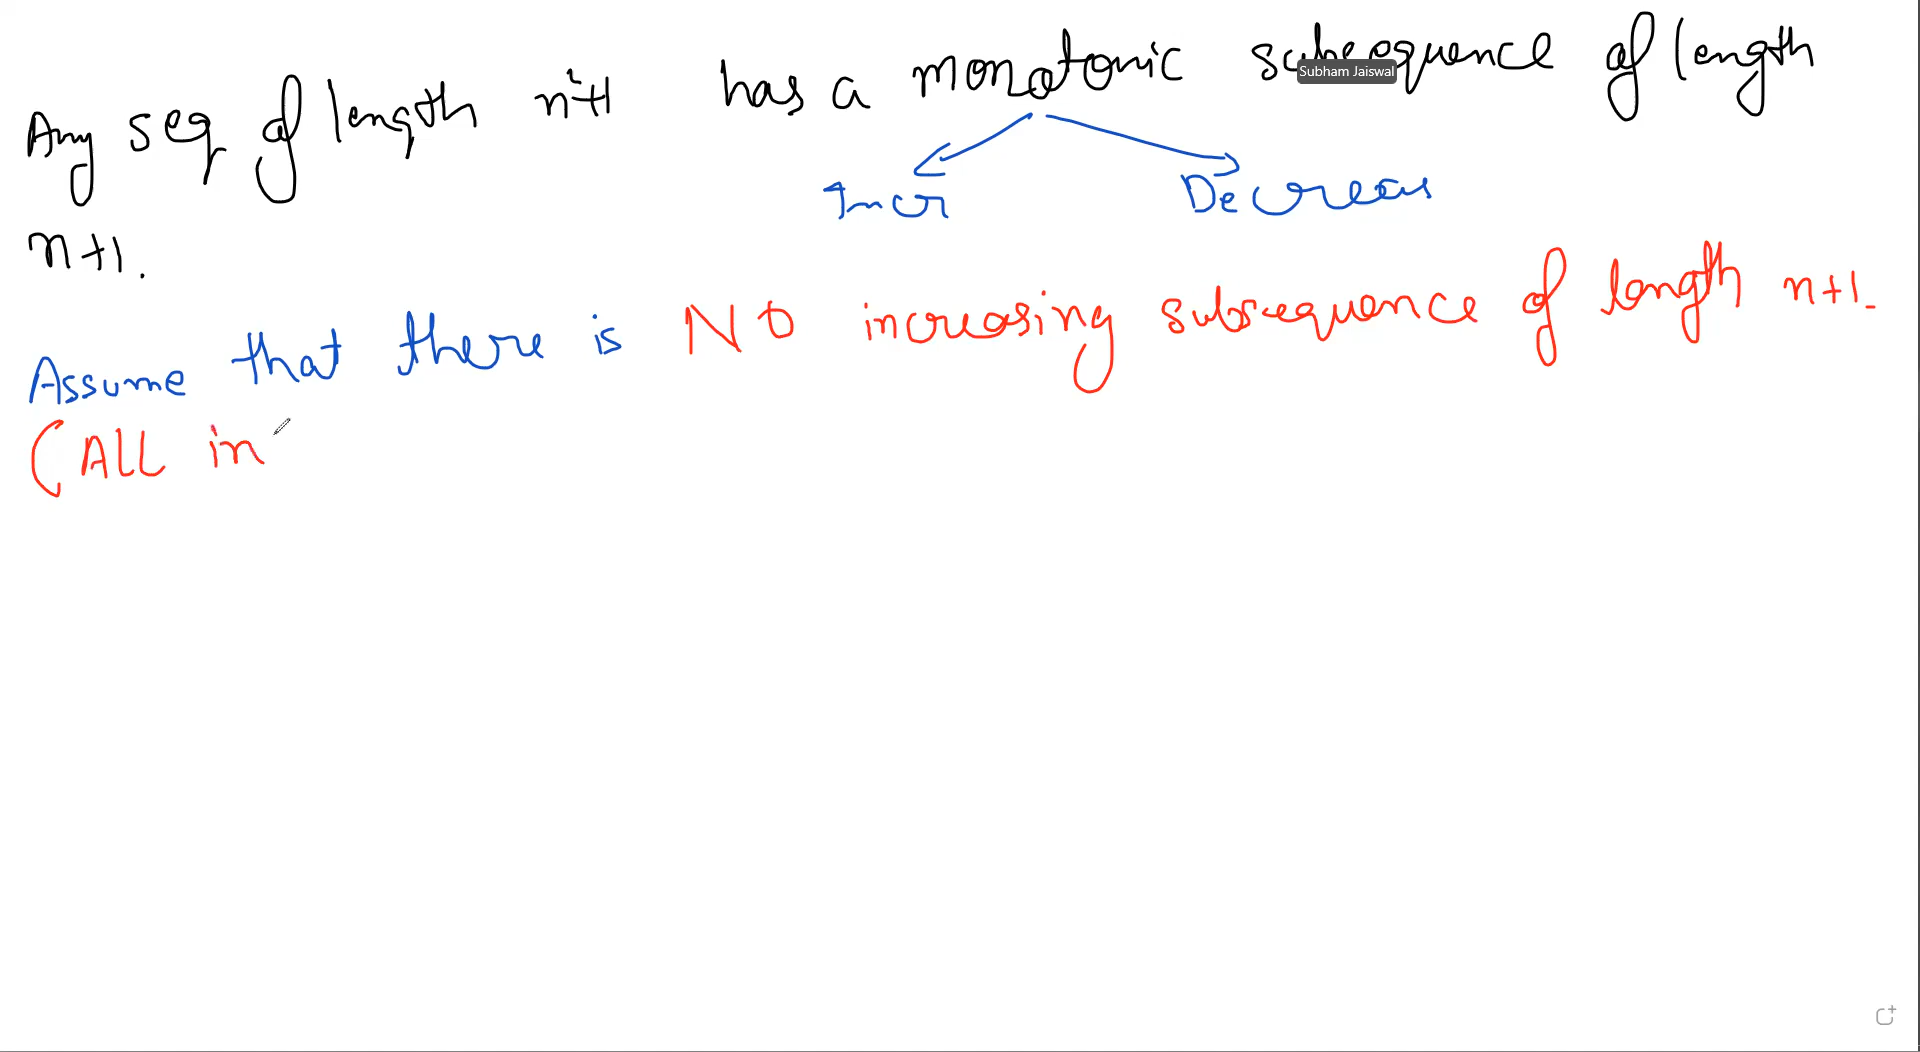 Any seq of length n²+1 has a monotonic subsequence of length
Subham Jaiswal
Incr Decreas
n+1.
Assume that there is NO increasing subsequence of length n+1.
(ALL in